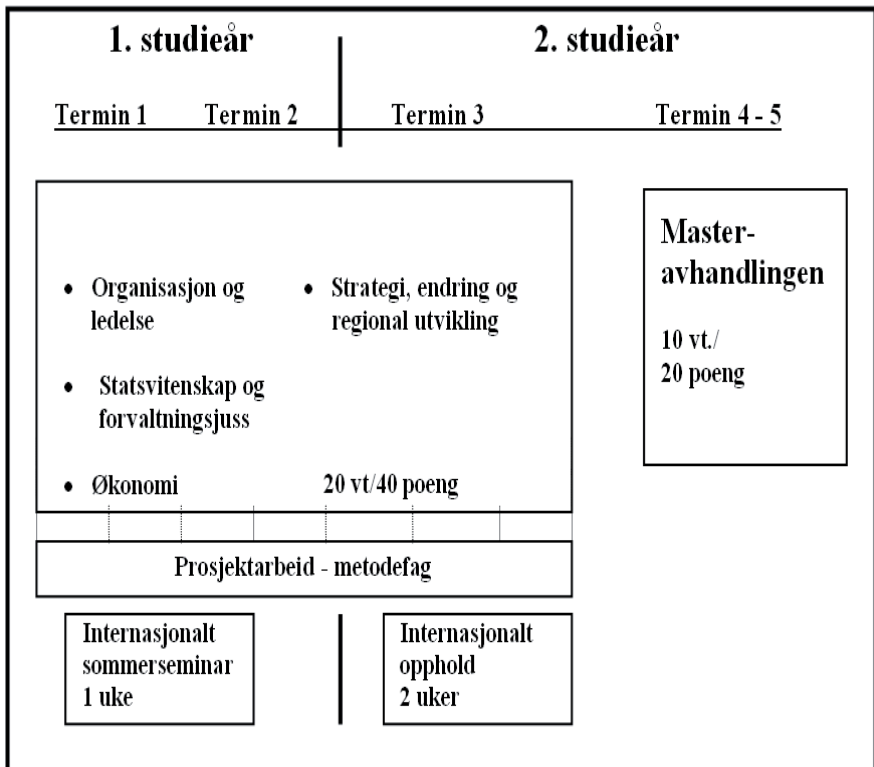 1. studieår
2. studieår
Termin 1
Termin 2
Termin 3
Termin 4 - 5
• Organisasjon og
ledelse
• Statsvitenskap og
forvaltningsjuss
• Økonomi
• Strategi, endring og
regional utvikling
20 vt/40 poeng
Master-
avhandlingen
10 vt./
20 poeng
Prosjektarbeid - metodefag
Internasjonalt
sommerseminar
1 uke
Internasjonalt
opphold
2 uker